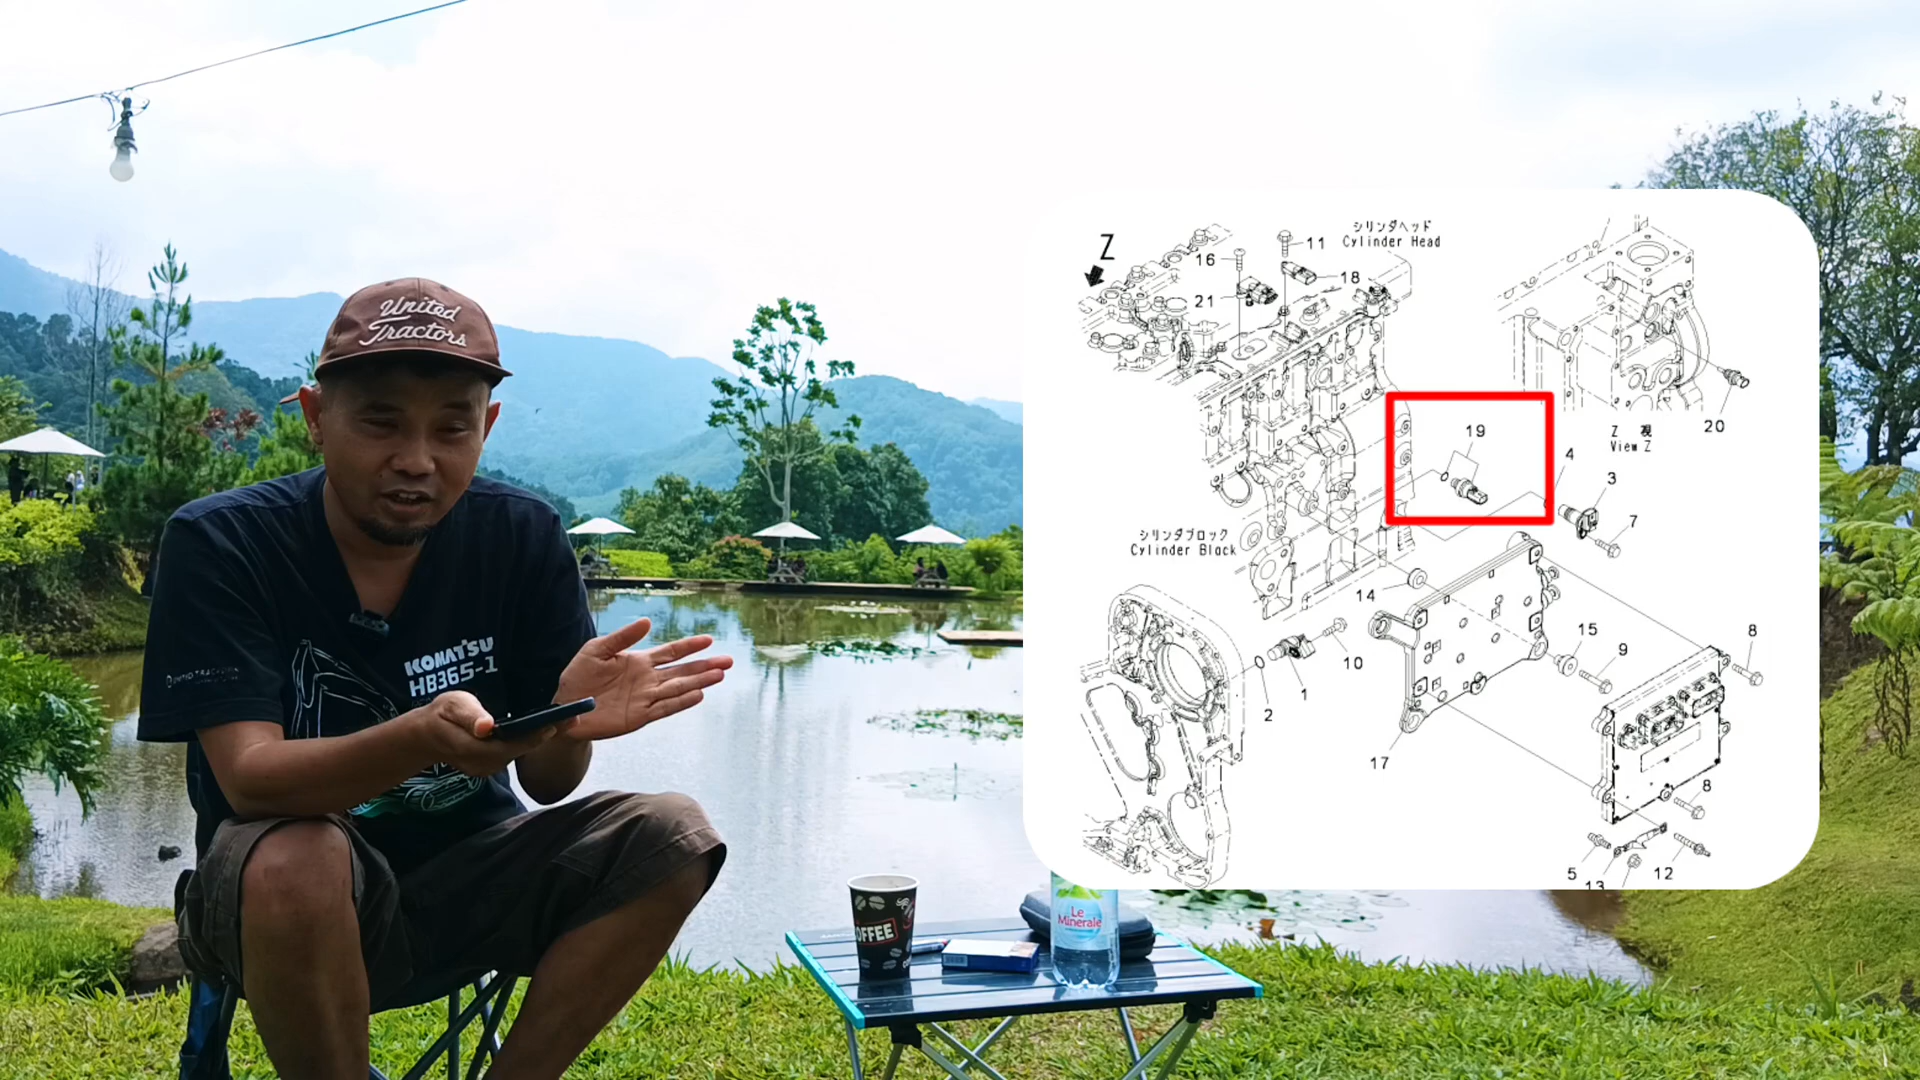 United
Tractors
KOMATSU
HB365-1
OFFEE
Le
Minerale
Z
16
11
シリンダヘッド
Cylinder Head
18
21
20
Z 視
View Z
19
4
3
7
シリンダブロック
Cylinder Block
14
15
9
8
10
1
2
17
8
5
13
12